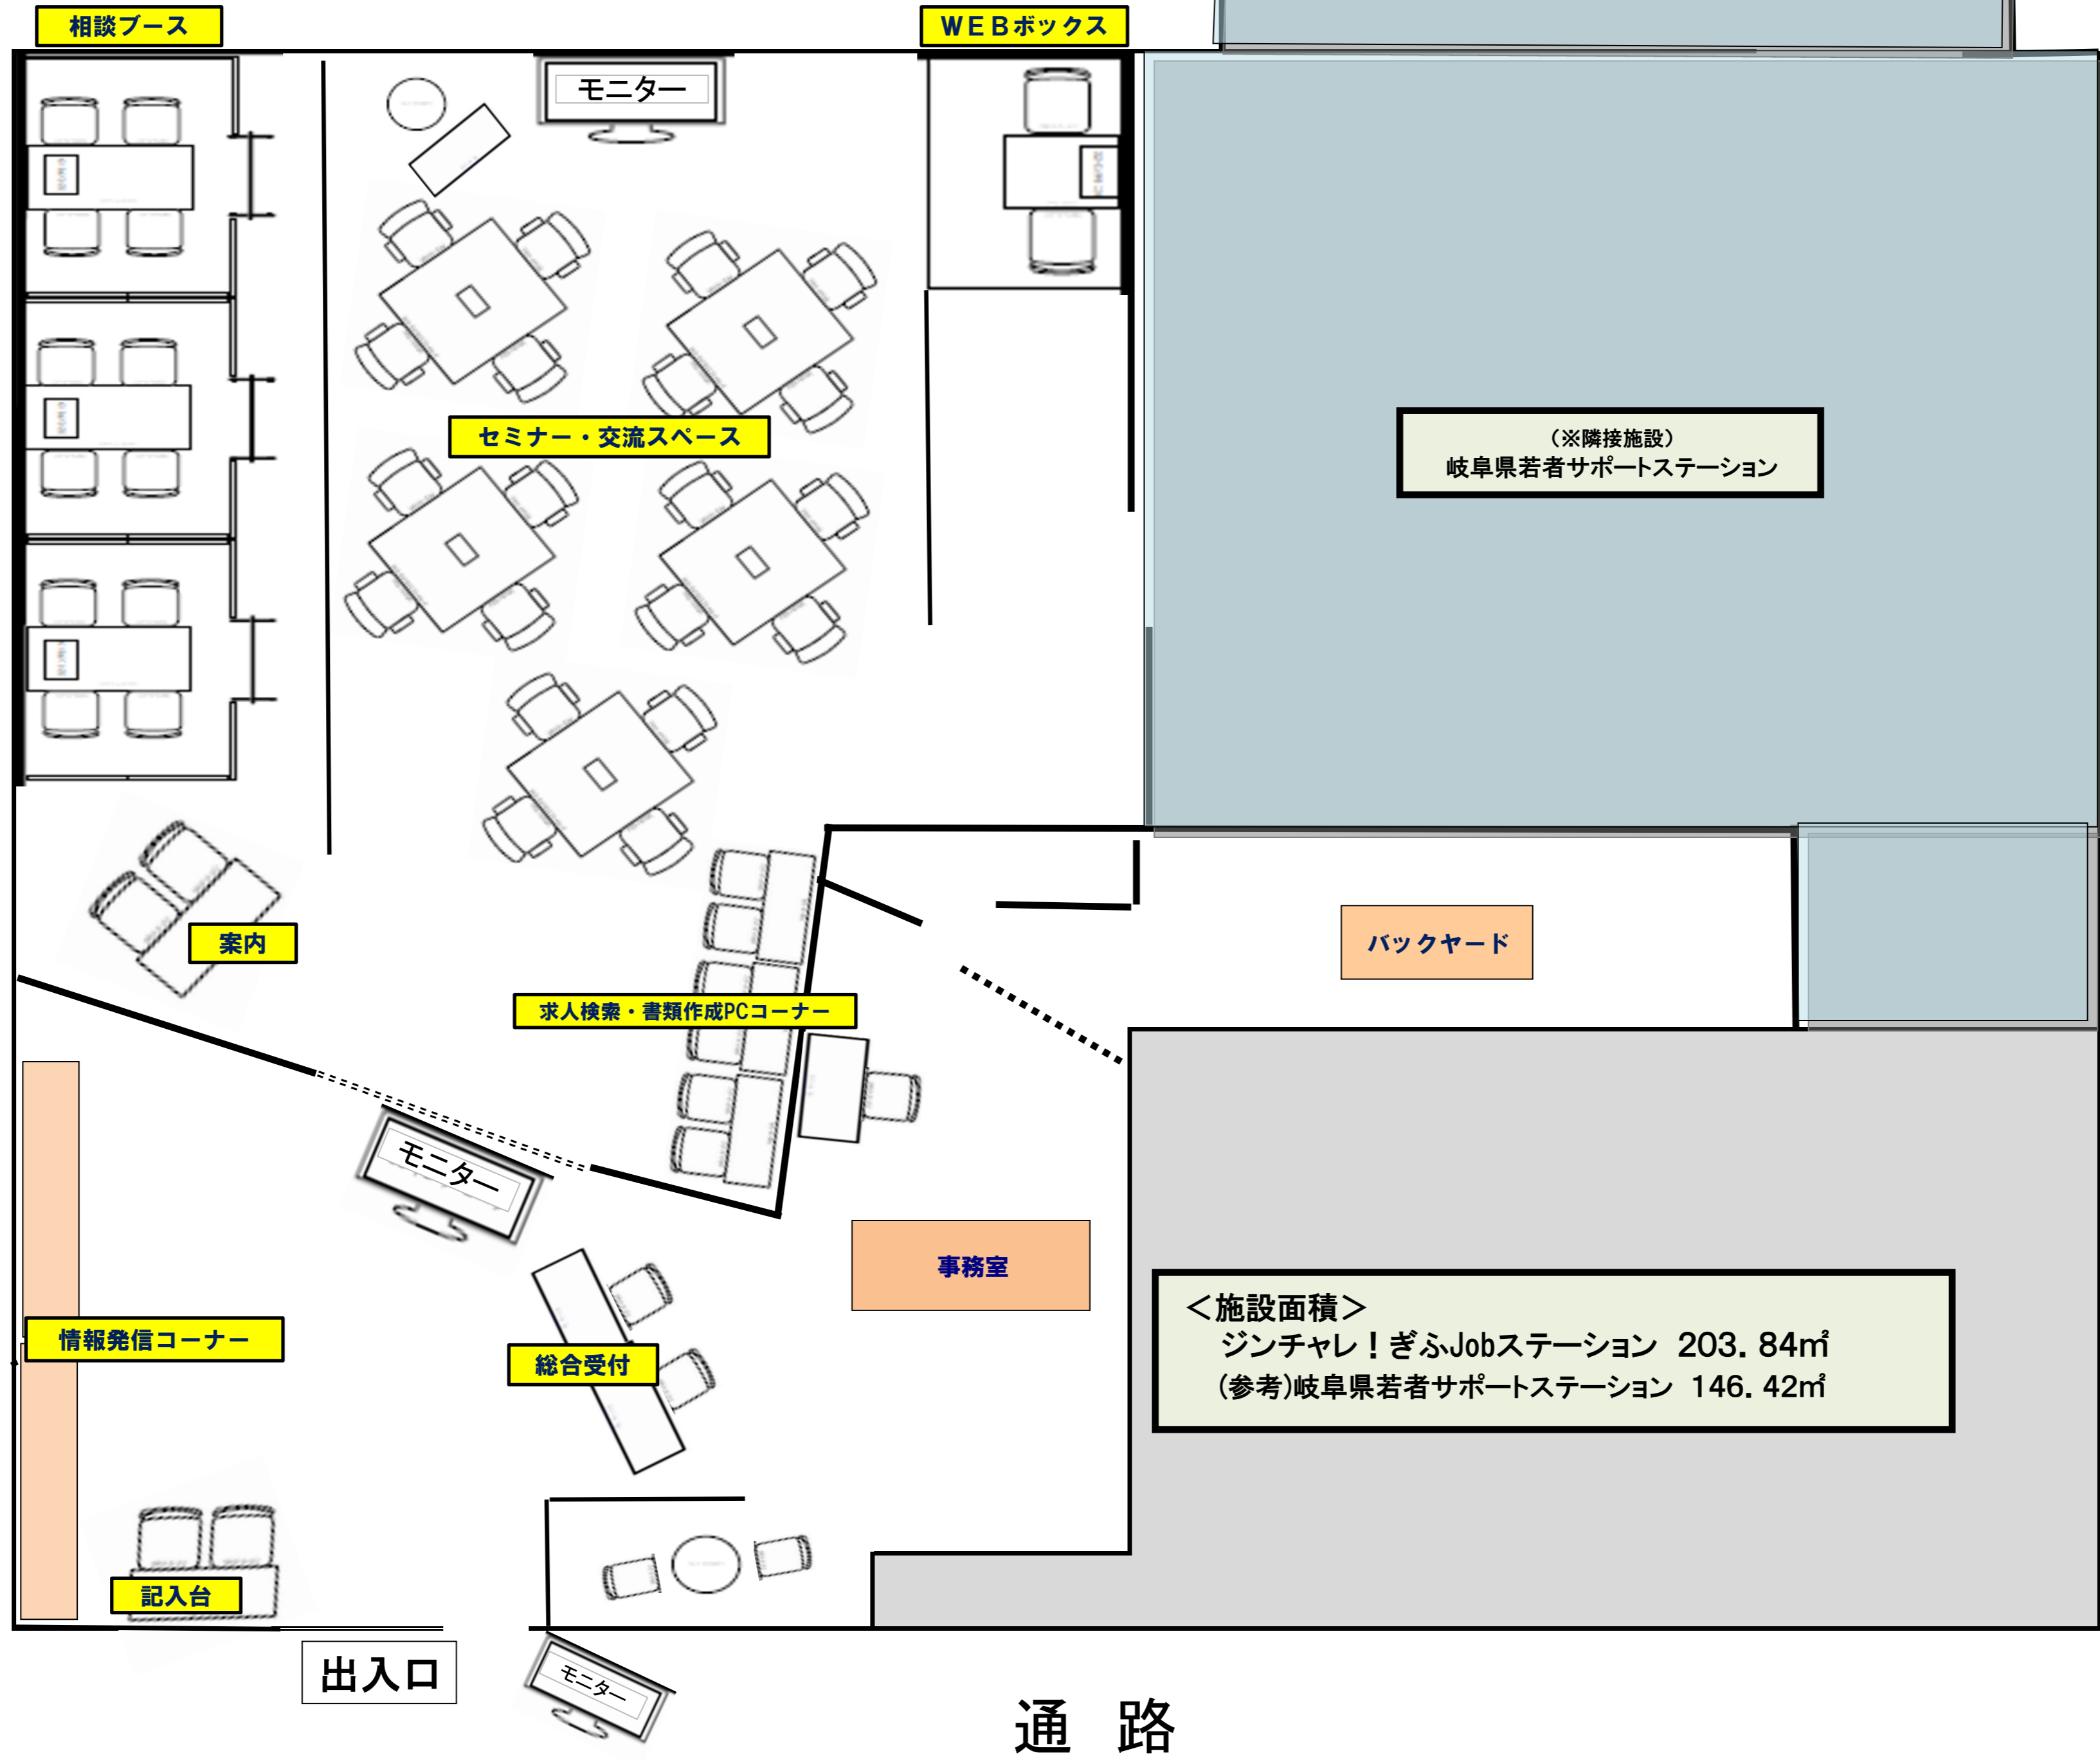 相談ブース
WEBボックス
モニター
セミナー・交流スペース
（※隣接施設）
岐阜県若者サポートステーション
案内
バックヤード
求人検索・書類作成PCコーナー
モニター
事務室
＜施設面積＞
ジンチャレ！ぎふJobステーション 203.84㎡
(参考)岐阜県若者サポートステーション 146.42㎡
情報発信コーナー
総合受付
記入台
出入口
モニター
通 路